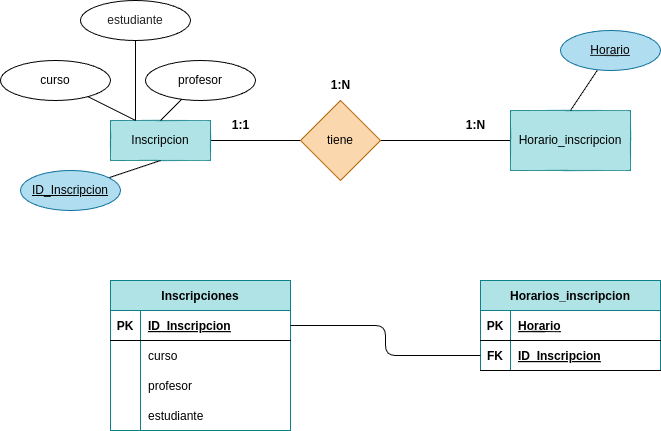 estudiante
curso
profesor
Horario
1:N
1:1
1:N
Inscripcion
tiene
Horario_inscripcion
ID_Inscripcion
Inscripciones
PK ID_Inscripcion
curso
profesor
estudiante
Horarios_inscripcion
PK Horario
FK ID_Inscripcion